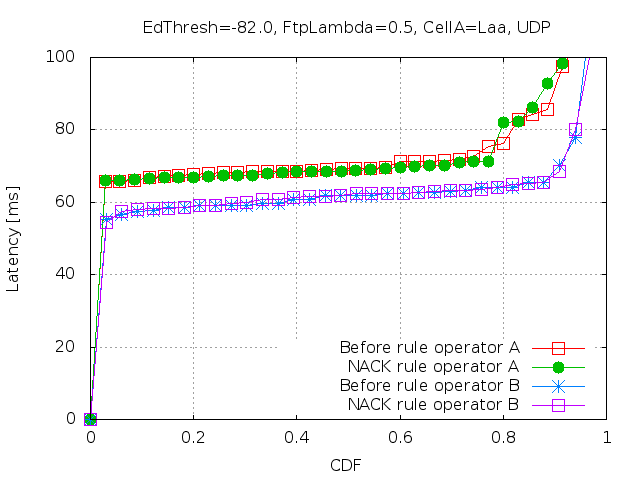 EdThresh=-82.0, FtpLambda=0.5, CellA=Laa, UDP
100
80
60
40
20
0
Latency [ms]
Before rule operator A
NACK rule operator A
Before rule operator B
NACK rule operator B
0 0.2 0.4 0.6 0.8 1
CDF